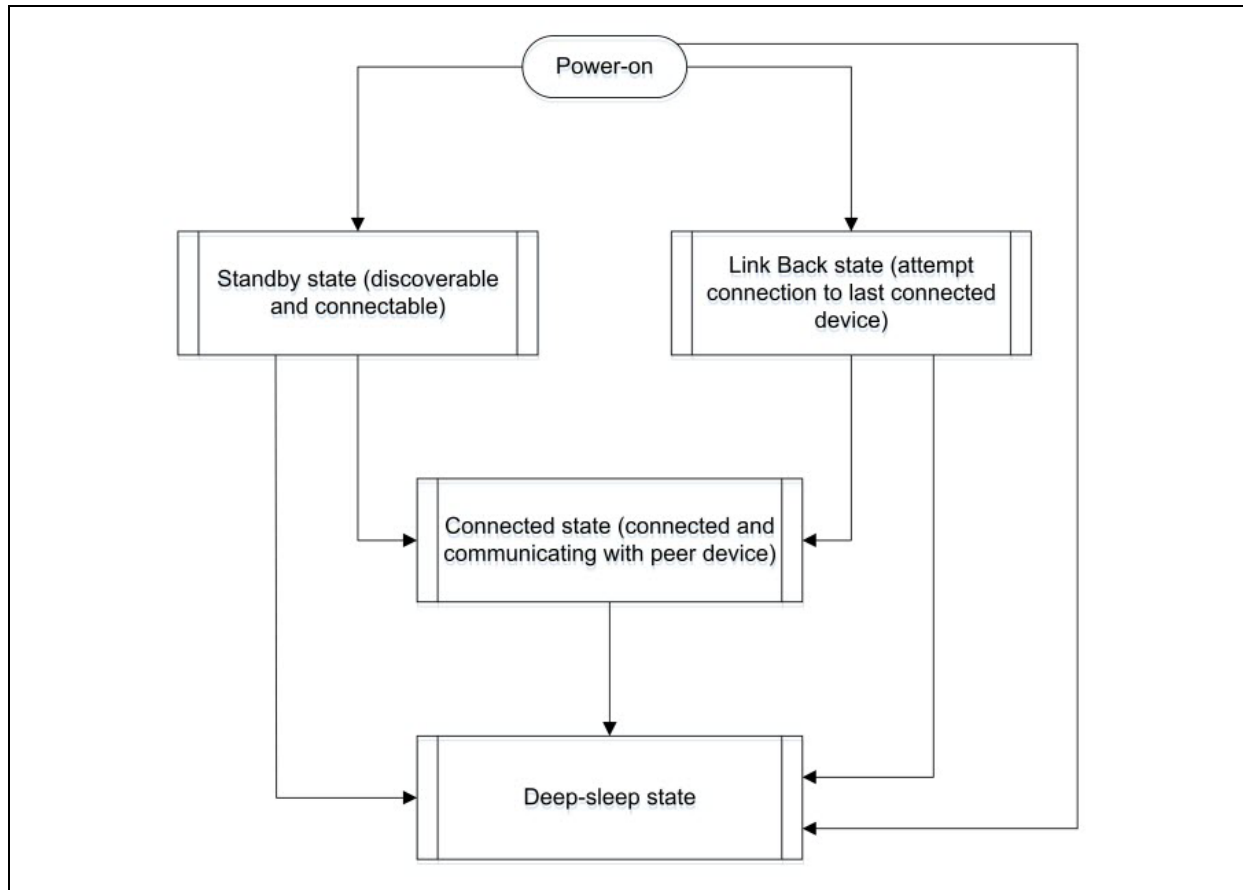 Power-on
Standby state (discoverable
and connectable)
Link Back state (attempt
connection to last connected
device)
Connected state (connected and
communicating with peer device)
Deep-sleep state